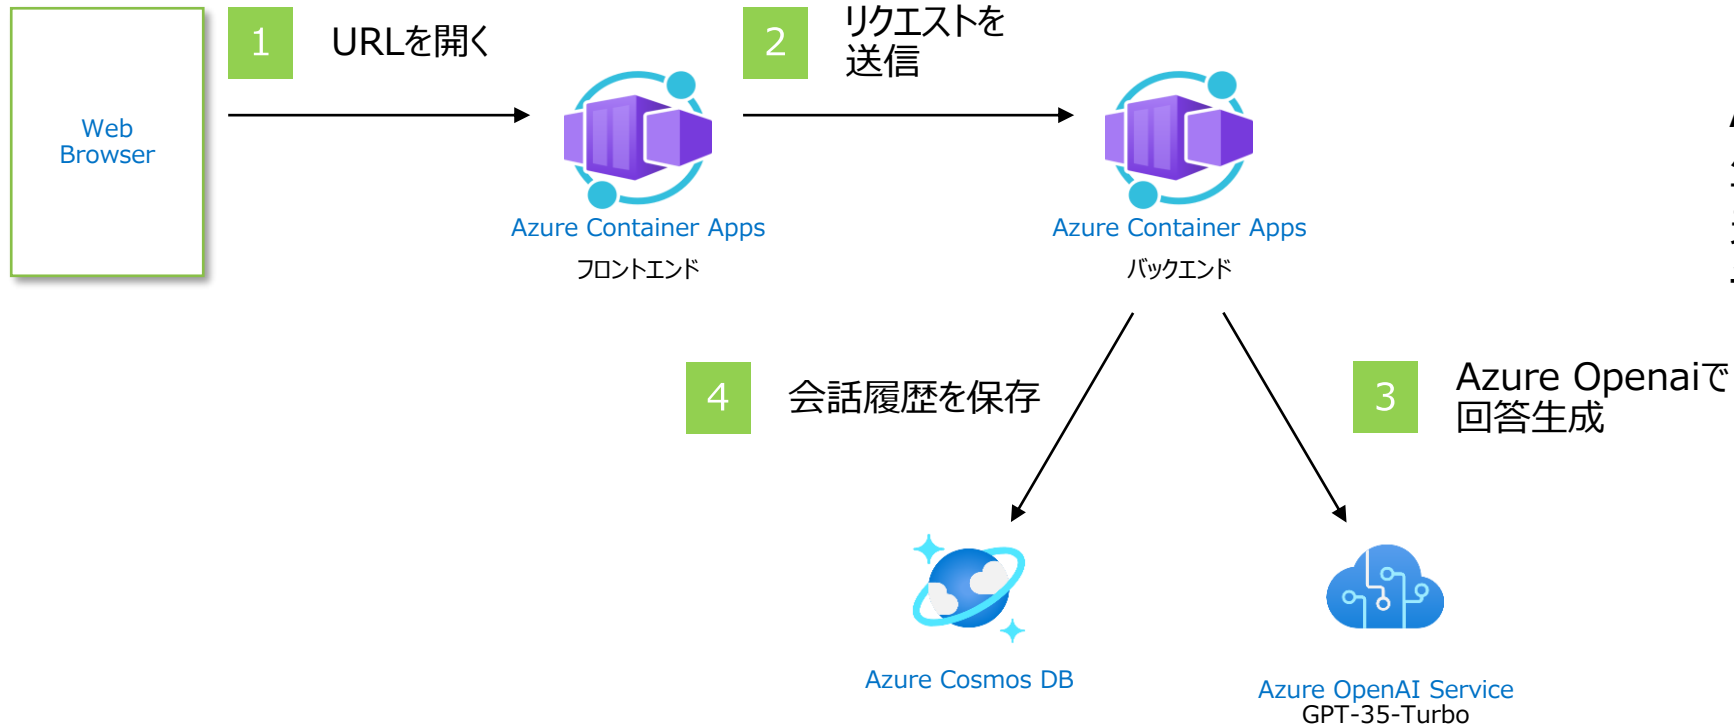 1
URLを開く
2
リクエストを
送信
Web
Browser
Azure Container Apps
フロントエンド
Azure Container Apps
バックエンド
4
会話履歴を保存
3
Azure Openaiで
回答生成
Azure Cosmos DB
Azure OpenAI Service
GPT-35-Turbo